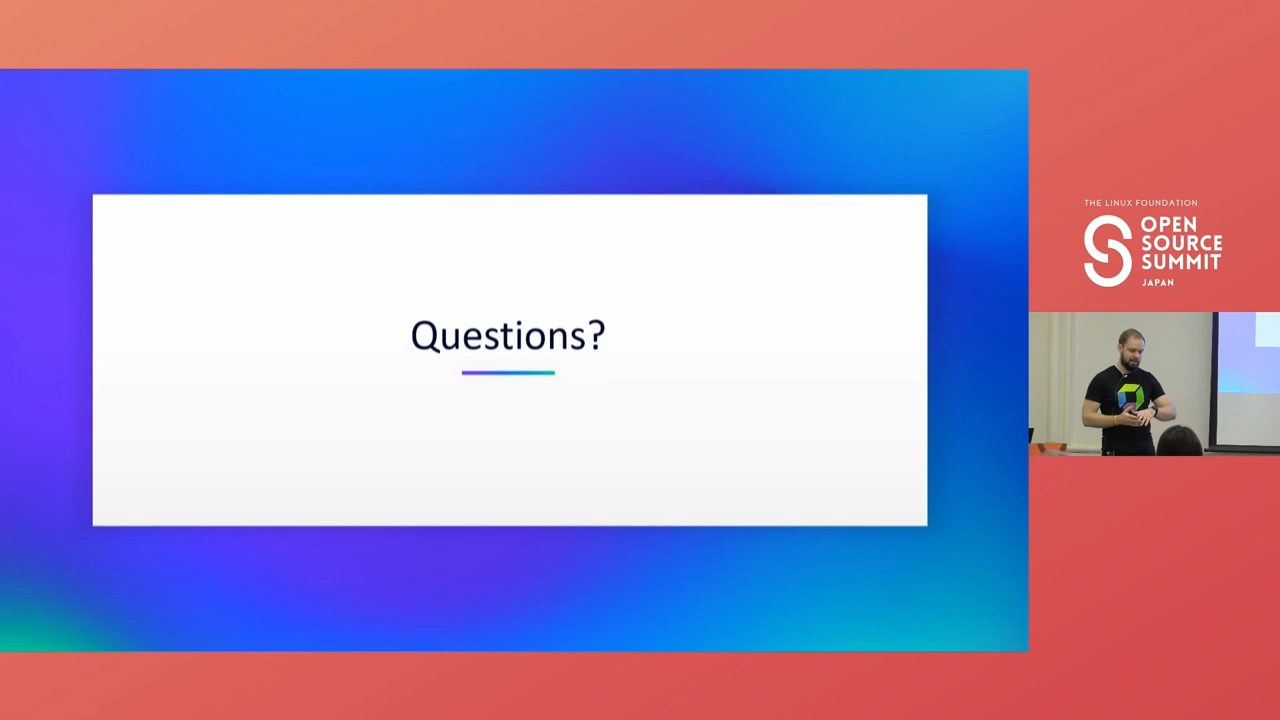 Questions?
THE LINUX FOUNDATION
OPEN
SOURCE
SUMMIT
JAPAN